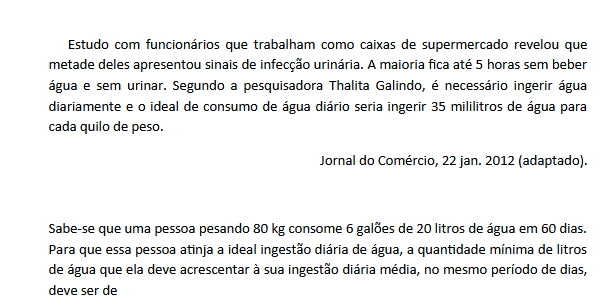 Estudo com funcionários que trabalham como caixas de supermercado revelou que
metade deles apresentou sinais de infecção urinária. A maioria fica até 5 horas sem beber
água e sem urinar. Segundo a pesquisadora Thalita Galindo, é necessário ingerir água
diariamente e o ideal de consumo de água diário seria ingerir 35 mililitros de água para
cada quilo de peso.
Jornal do Comércio, 22 jan. 2012 (adaptado).
Sabe-se que uma pessoa pesando 80 kg consome 6 galões de 20 litros de água em 60 dias.
Para que essa pessoa atinja a ideal ingestão diária de água, a quantidade mínima de litros
de água que ela deve acrescentar à sua ingestão diária média, no mesmo período de dias,
deve ser de